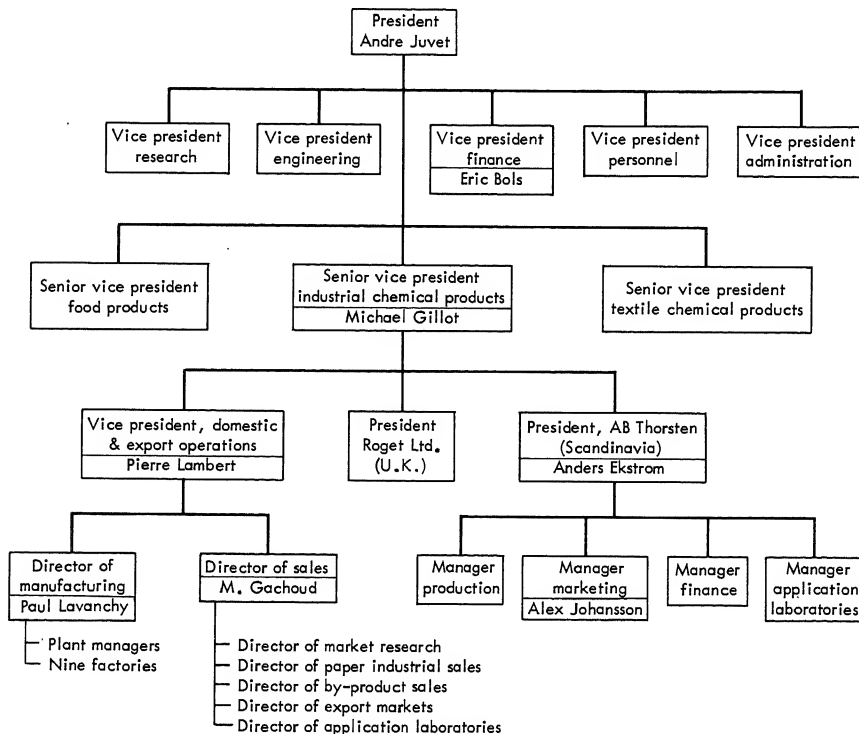 President
Andre Juvet
Vice president
research
Vice president
engineering
Vice president
finance
Eric Bols
Vice president
personnel
Vice president
administration
Senior vice president
food products
Senior vice president
industrial chemical products
Michael Gillot
Senior vice president
textile chemical products
Vice president, domestic
& export operations
Pierre Lambert
President
Roget Ltd.
(U.K.)
President, AB Thorsten
(Scandinavia)
Anders Ekstrom
Director of
manufacturing
Paul Lavanchy
Plant managers
Nine factories
Director of sales
M. Gachoud
Director of market research
Director of paper industrial sales
Director of by-product sales
Director of export markets
Director of application laboratories
Manager
production
Manager
marketing
Alex Johansson
Manager
finance
Manager
application
laboratories